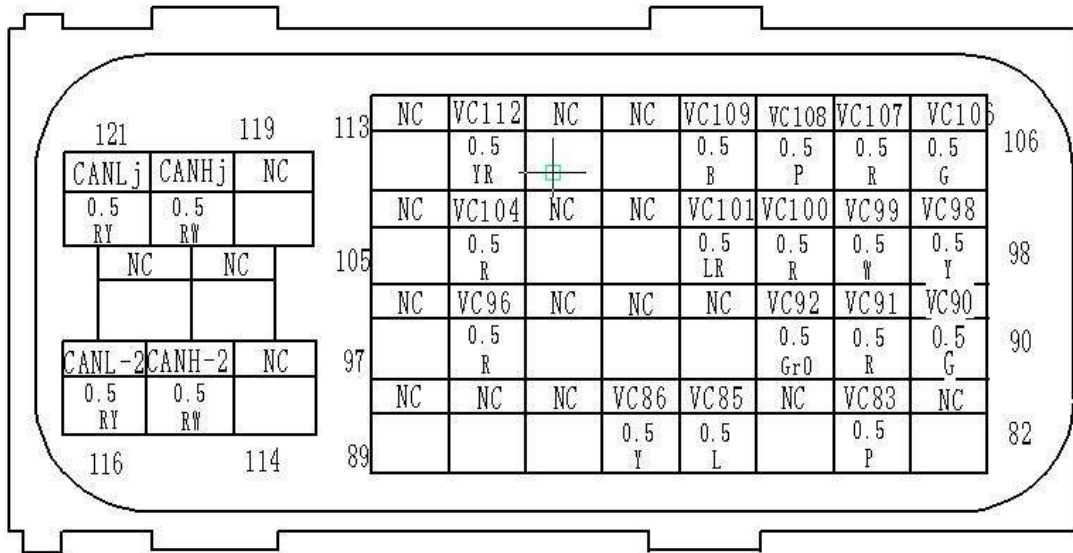 121 119
CANLj CANHj NC
0.5 0.5
RY RW
NC NC
CANL-2 CANH-2 NC
0.5 0.5
RY RW
116 114
113 NC VC112 NC NC VC109 VC108 VC107 VC106 106
0.5 0.5 0.5 0.5 0.5
YR B P R G
NC VC104 NC NC VC101 VC100 VC99 VC98
105 0.5 0.5 0.5 0.5 0.5 98
R LR R W Y
NC VC96 NC NC NC VC92 VC91 VC90
97 0.5 0.5 0.5 0.5 90
R GrO R G
NC NC NC VC86 VC85 NC VC83 NC
0.5 0.5 0.5 82
89 Y L P